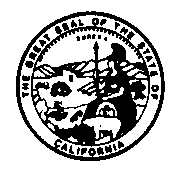 THE GREAT SEAL OF THE STATE OF
EUREKA
CALIFORNIA